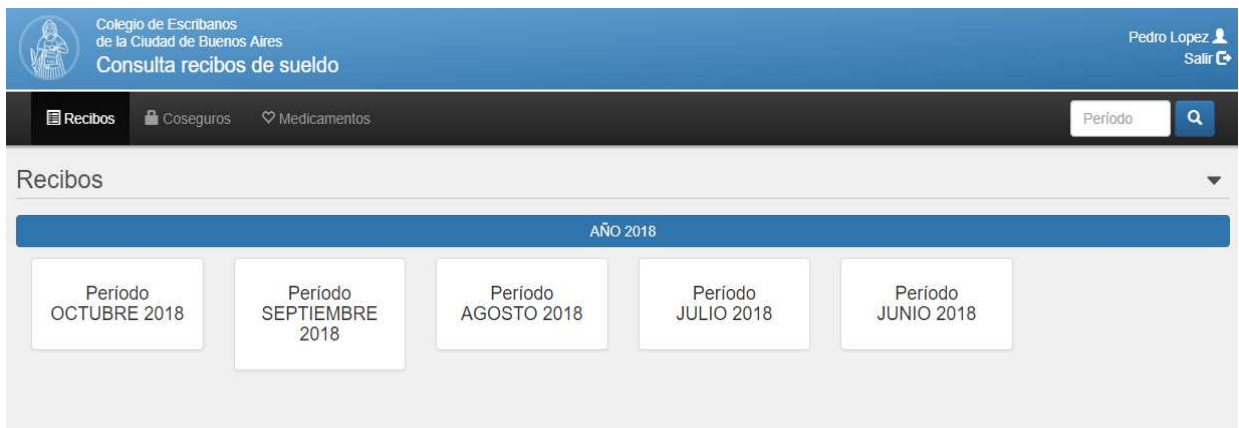 Colegio de Escribanos
de la Ciudad de Buenos Aires
Consulta recibos de sueldo
Pedro Lopez
Salir
Recibos
Coseguros
Medicamentos
Período
Recibos
AÑO 2018
Período
OCTUBRE 2018
Período
SEPTIEMBRE
2018
Período
AGOSTO 2018
Período
JULIO 2018
Período
JUNIO 2018